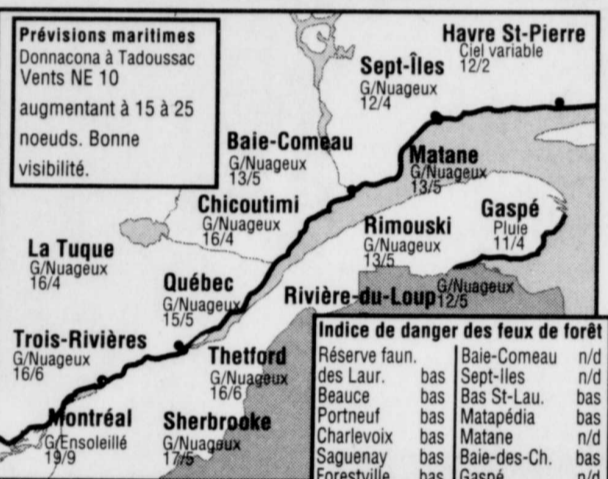 Prévisions maritimes
Donnacona à Tadoussac
Vents NE 10
augmentant à 15 à 25
noeuds. Bonne
visibilité.
Havre St-Pierre
Ciel variable
12/2
Sept-Îles
G/Nuageux
12/4
Baie-Comeau
G/Nuageux
13/5
Matane
G/Nuageux
13/5
Chicoutimi
G/Nuageux
16/4
Rimouski
G/Nuageux
13/5
Gaspé
Pluie
11/4
La Tuque
G/Nuageux
16/4
Québec
G/Nuageux
15/5
Rivière-du-Loup
G/Nuageux
12/5
Trois-Rivières
G/Nuageux
16/6
Thetford
G/Nuageux
16/6
Montréal
G/Ensoleillé
19/9
Sherbrooke
G/Nuageux
17/5
Indice de danger des feux de forêt
Réserve faun.
des Laur. bas
Beauce bas
Portneuf bas
Charlevoix bas
Saguenay bas
Forestville bas
Baie-Comeau n/d
Sept-Iles n/d
Bas St-Lau. bas
Matapédia bas
Matane n/d
Baie-des-Ch. bas
Gaspé n/d